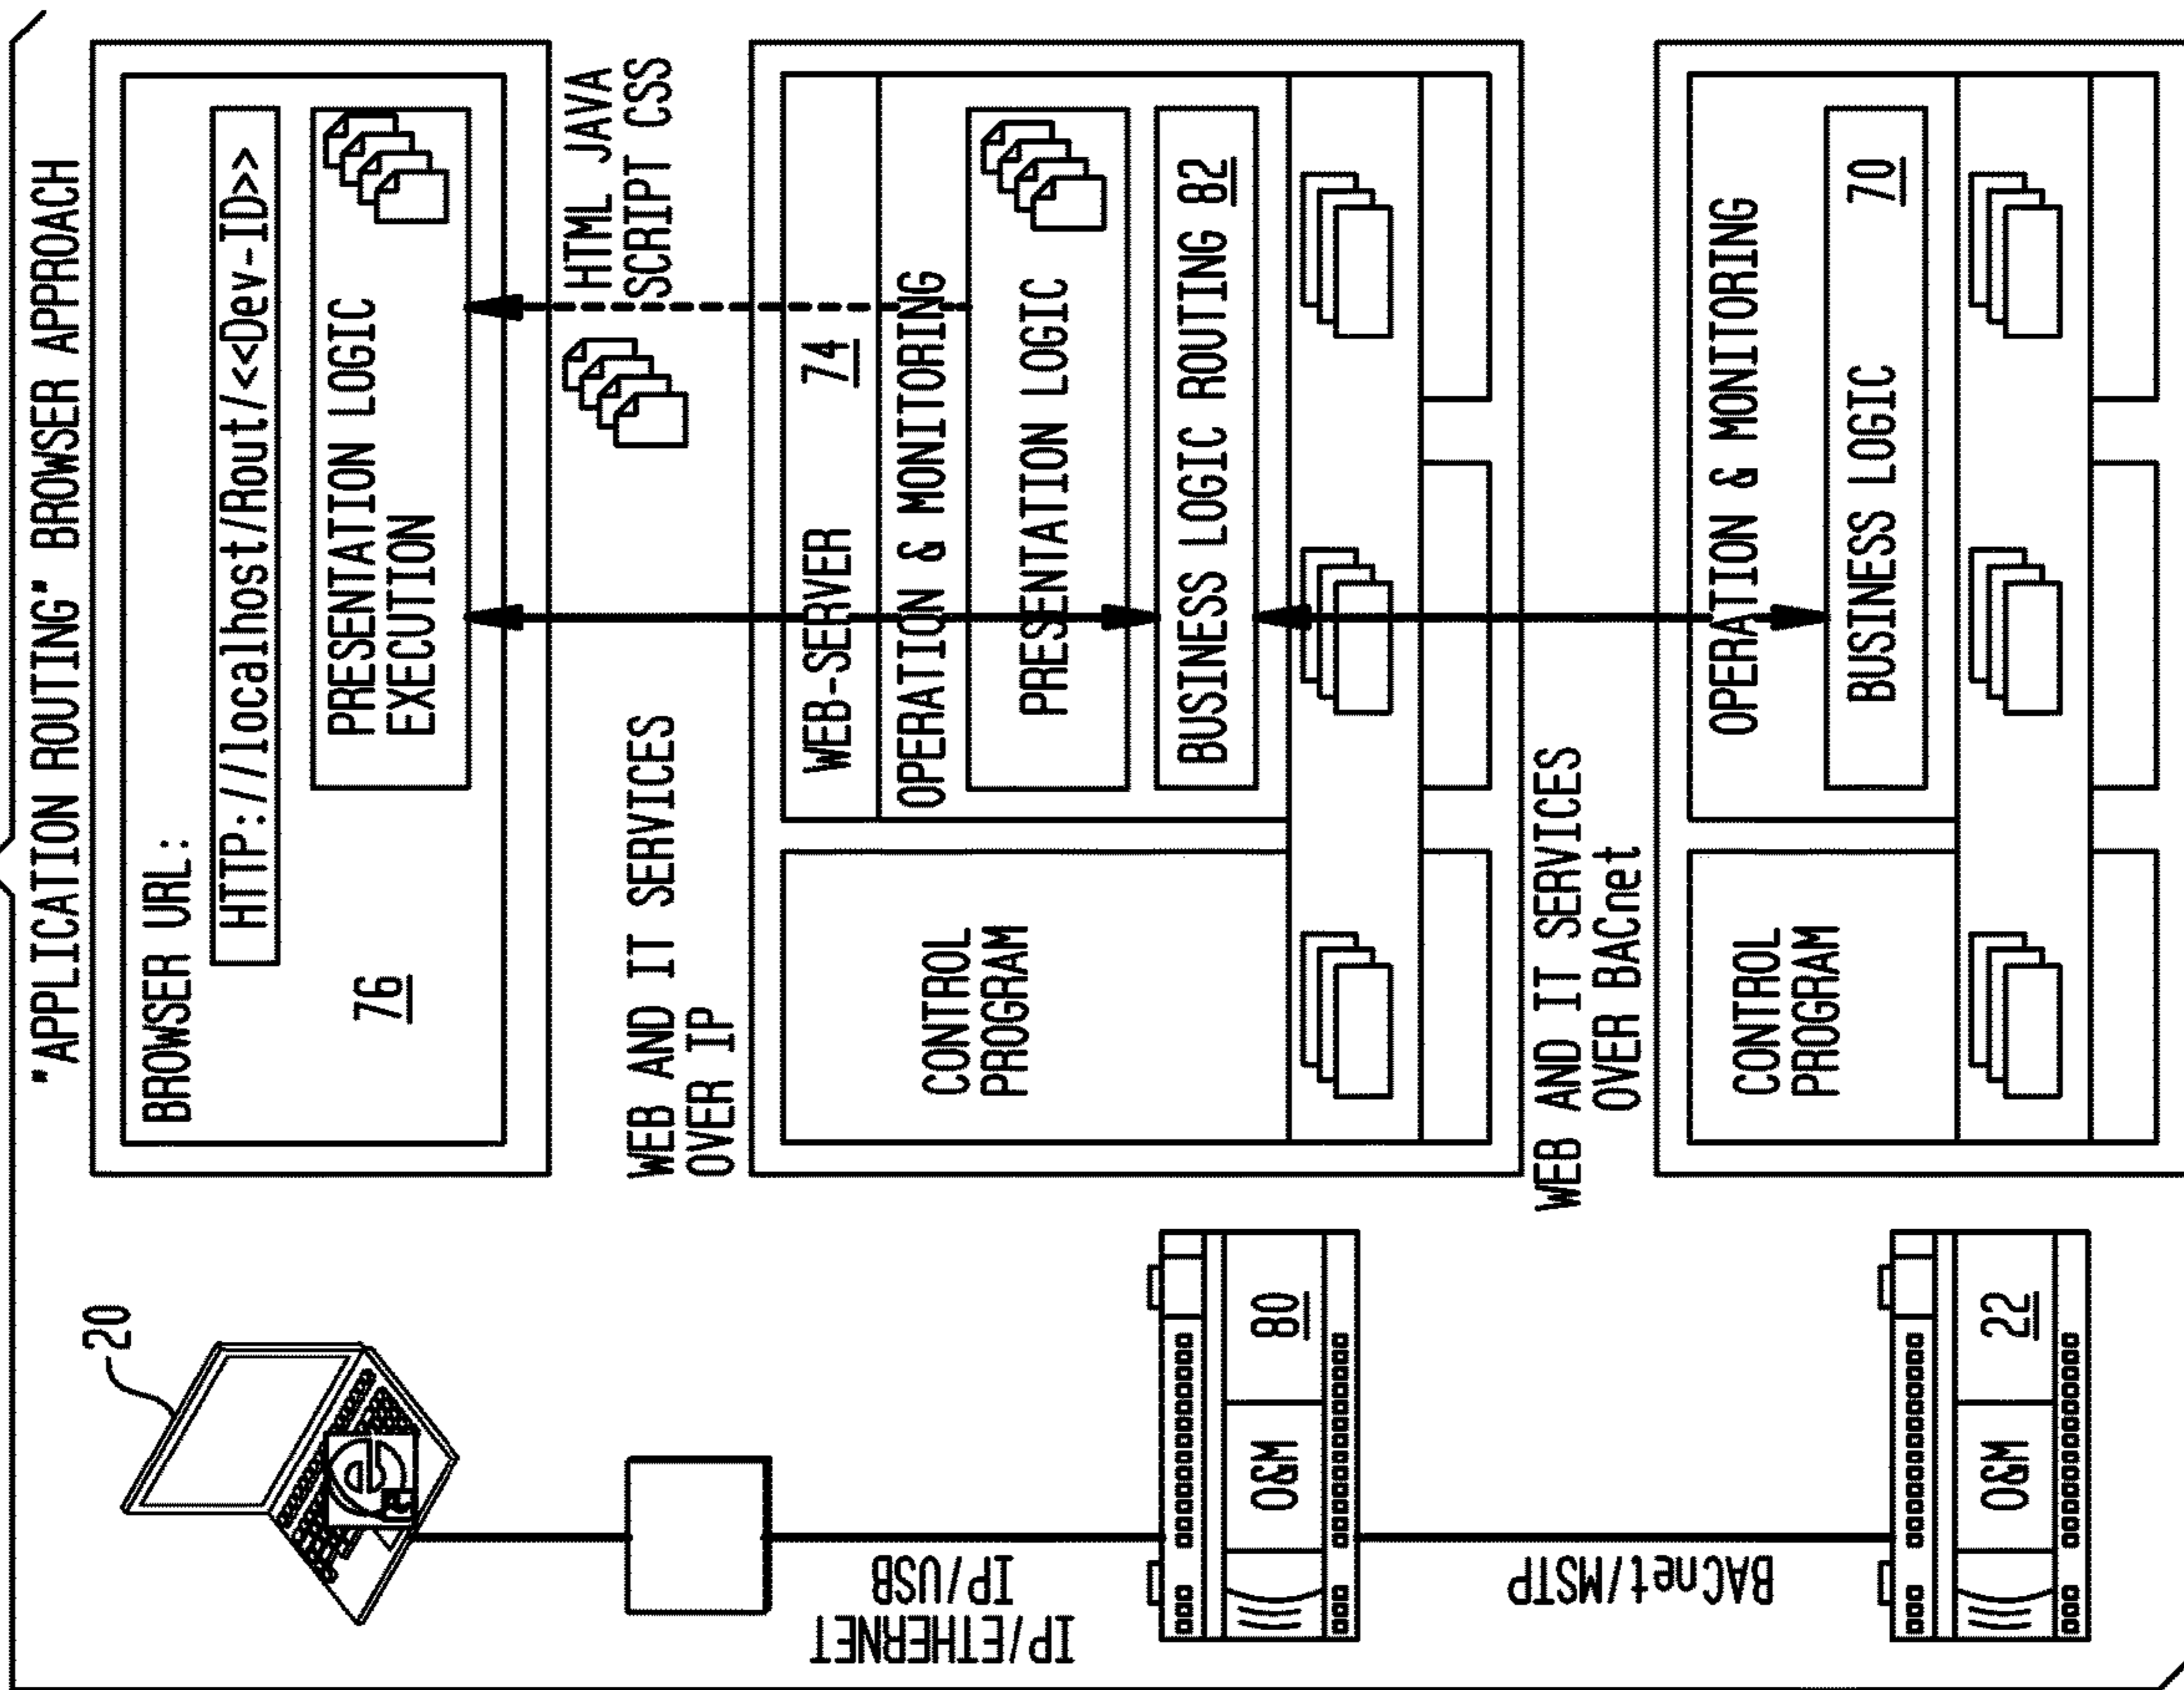 "APPLICATION ROUTING" BROWSER APPROACH
20
BROWSER URL:
HTTP://localhost/Rout/<<Dev-ID>>
76
PRESENTATION LOGIC
EXECUTION
WEB AND IT SERVICES
OVER IP
HTML JAVA
SCRIPT CSS
IP/ETHERNET
IP/USB
WEB-SERVER 74
OPERATION & MONITORING
PRESENTATION LOGIC
BUSINESS LOGIC ROUTING 82
CONTROL
PROGRAM
O&M 80
WEB AND IT SERVICES
OVER BACnet
BACnet/MSTP
OPERATION & MONITORING
BUSINESS LOGIC 70
CONTROL
PROGRAM
O&M 22